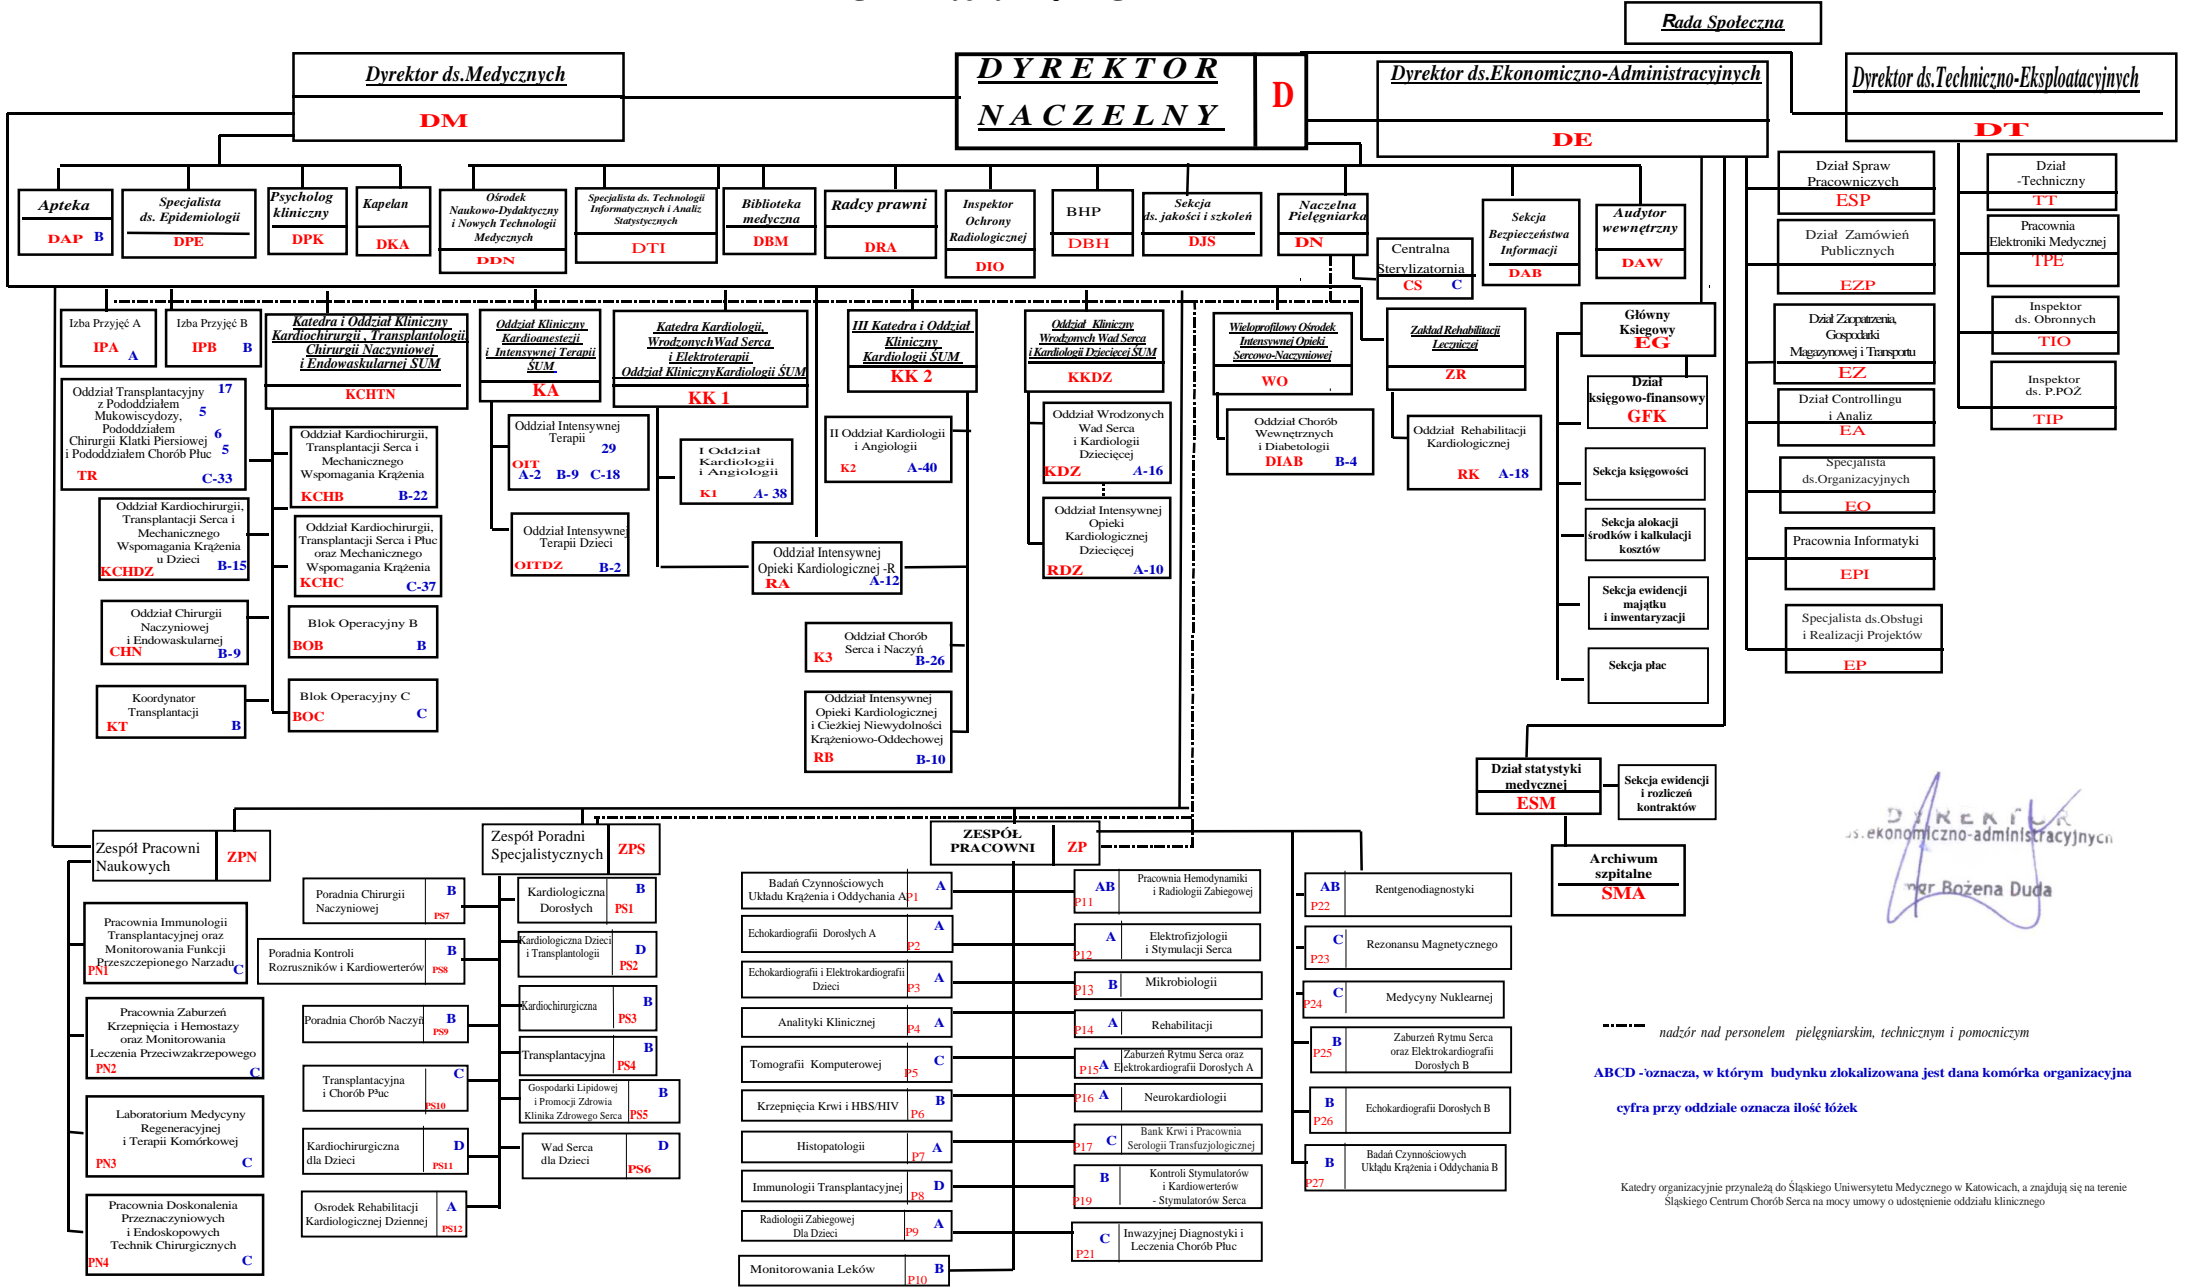 Rada Społeczna
Dyrektor ds.Medycznych
DM
DYREKTOR
NACZELNY
D
Dyrektor ds.Ekonomiczno-Administracyjnych
DE
Dyrektor ds.Techniczno-Eksploatacyjnych
DT
Apteka
DAP B
Specjalista
ds. Epidemiologii
DPE
Psycholog
kliniczny
DPK
Kapelan
DKA
Ośrodek
Naukowo-Dydaktyczny
i Nowych Technologii
Medycznych
DDN
Specjalista ds. Technologii
Informatycznych i Analiz
Statystycznych
DTI
Biblioteka
medyczna
DBM
Radcy prawni
DRA
Inspektor
Ochrony
Radiologicznej
DIO
BHP
DBH
Sekcja
ds. jakości i szkoleń
DJS
Naczelna
Pielęgniarka
DN
Centralna
Sterylizatornia
CS C
Sekcja
Bezpieczeństwa
Informacji
DAB
Audytor
wewnętrzny
DAW
Dział Spraw
Pracowniczych
ESP
Dział Zamówień
Publicznych
EZP
Dział Zaopatrzenia,
Gospodarki
Magazynowej i Transportu
EZ
Dział Controllingu
i Analiz
EA
Specjalista
ds.Organizacyjnych
EO
Pracownia Informatyki
EPI
Specjalista ds.Obsługi
i Realizacji Projektów
EP
Dział
-Techniczny
TT
Pracownia
Elektroniki Medycznej
TPE
Inspektor
ds. Obronnych
TIO
Inspektor
ds. P.POŻ
TIP
Izba Przyjęć A
IPA A
Izba Przyjęć B
IPB B
Katedra i Oddział Kliniczny
Kardiochirurgii , Transplantologii,
Chirurgii Naczyniowej
i Endowaskularnej ŚUM
KCHTN
Oddział Kliniczny
Kardioanestezji
i Intensywnej Terapii
ŚUM
KA
Katedra Kardiologii,
WrodzonychWad Serca
i Elektroterapii
Oddział KlinicznyKardiologii ŚUM
KK 1
III Katedra i Oddział
Kliniczny
Kardiologii ŚUM
KK 2
Oddział Kliniczny
Wrodzonych Wad Serca
i Kardiologii Dziecięcej ŚUM
KKDZ
Wieloprofilowy Ośrodek
Intensywnej Opieki
Sercowo-Naczyniowej
WO
Zakład Rehabilitacji
Leczniczej
ZR
Główny
Księgowy
EG
Dział
księgowo-finansowy
GFK
Sekcja księgowości
Sekcja alokacji
środków i kalkulacji
kosztów
Sekcja ewidencji
majątku
i inwentaryzacji
Sekcja płac
Oddział Transplantacyjny 17
z Pododdziałem
Mukowiscydozy, 5
Pododdziałem
Chirurgii Klatki Piersiowej 6
i Pododdziałem Chorób Płuc 5
TR C-33
Oddział Kardiochirurgii,
Transplantacji Serca i
Mechanicznego
Wspomagania Krążenia
KCHB B-22
Oddział Kardiochirurgii,
Transplantacji Serca i
Mechanicznego
Wspomagania Krążenia
u Dzieci
KCHDZ B-15
Oddział Kardiochirurgii,
Transplantacji Serca i Płuc
oraz Mechanicznego
Wspomagania Krążenia
KCHC C-37
Oddział Chirurgii
Naczyniowej
i Endowaskularnej
CHN B-9
Blok Operacyjny B
BOB B
Koordynator
Transplantacji
KT B
Blok Operacyjny C
BOC C
Oddział Intensywnej
Terapii
29
OIT
A-2 B-9 C-18
Oddział Intensywnej
Terapii Dzieci
OITDZ B-2
I Oddział
Kardiologii
i Angiologii
K1 A- 38
II Oddział Kardiologii
i Angiologii
K2 A-40
Oddział Intensywnej
Opieki Kardiologicznej -R
RA A-12
Oddział Chorób
Serca i Naczyń
K3 B-26
Oddział Intensywnej
Opieki Kardiologicznej
i Cieżkiej Niewydolności
Krążeniowo-Oddechowej
RB B-10
Oddział Wrodzonych
Wad Serca
i Kardiologii
Dziecięcej
KDZ A-16
Oddział Intensywnej
Opieki
Kardiologicznej
Dziecięcej
RDZ A-10
Oddział Chorób
Wewnętrznych
i Diabetologii
DIAB B-4
Oddział Rehabilitacji
Kardiologicznej
RK A-18
Dział statystyki
medycznej
ESM
Sekcja ewidencji
i rozliczeń
kontraktów
Archiwum
szpitalne
SMA
DYREKTOR
ds.ekonomiczno-administracyjnych
mgr Bożena Duda
Zespół Pracowni
Naukowych
ZPN
Pracownia Immunologii
Transplantacyjnej oraz
Monitorowania Funkcji
Przeszczepionego Narzadu
PN1 C
Pracownia Zaburzeń
Krzepnięcia i Hemostazy
oraz Monitorowania
Leczenia Przeciwzakrzepowego
PN2 C
Laboratorium Medycyny
Regeneracyjnej
i Terapii Komórkowej
PN3 C
Pracownia Doskonalenia
Przeznaczyniowych
i Endoskopowych
Technik Chirurgicznych
PN4 C
Zespół Poradni
Specjalistycznych
ZPS
Poradnia Chirurgii
Naczyniowej
B
PS7
Poradnia Kontroli
Rozruszników i Kardiowerterów
B
PS8
Poradnia Chorób Naczyń
B
PS9
Transplantacyjna
i Chorób P³uc
C
PS10
Kardiochirurgiczna
dla Dzieci
D
PS11
Osrodek Rehabilitacji
Kardiologicznej Dziennej
A
PS12
Kardiologiczna
Dorosłych
B
PS1
Kardiologiczna Dzieci
i Transplantologii
D
PS2
Kardiochirurgiczna
B
PS3
Transplantacyjna
B
PS4
Gospodarki Lipidowej
i Promocji Zdrowia
Klinika Zdrowego Serca
B
PS5
Wad Serca
dla Dzieci
D
PS6
ZESPÓŁ
PRACOWNI
ZP
Badań Czynnościowych
Układu Krążenia i Oddychania A
A
P1
Echokardiografii Dorosłych A
A
P2
Echokardiografii i Elektrokardiografii
Dzieci
A
P3
Analityki Klinicznej
A
P4
Tomografii Komputerowej
C
P5
Krzepnięcia Krwi i HBS/HIV
B
P6
Histopatologii
A
P7
Immunologii Transplantacyjnej
D
P8
Radiologii Zabiegowej
Dla Dzieci
A
P9
Monitorowania Leków
B
P10
AB
P11
Pracownia Hemodynamiki
i Radiologii Zabiegowej
A
P12
Elektrofizjologii
i Stymulacji Serca
P13 B
Mikrobiologii
P14 A
Rehabilitacji
P15 A
Zaburzeń Rytmu Serca oraz
Elektrokardiografii Dorosłych A
P16 A
Neurokardiologii
P17 C
Bank Krwi i Pracownia
Serologii Transfuzjologicznej
B
P19
Kontroli Stymulatorów
i Kardiowerterów
- Stymulatorów Serca
C
P21
Inwazyjnej Diagnostyki i
Leczenia Chorób Płuc
AB
P22
Rentgenodiagnostyki
C
P23
Rezonansu Magnetycznego
C
P24
Medycyny Nuklearnej
B
P25
Zaburzeń Rytmu Serca
oraz Elektrokardiografii
Dorosłych B
B
P26
Echokardiografii Dorosłych B
B
P27
Badań Czynnościowych
Ukłądu Krążenia i Oddychania B
nadzór nad personelem pielęgniarskim, technicznym i pomocniczym
ABCD - oznacza, w którym budynku zlokalizowana jest dana komórka organizacyjna
cyfra przy oddziale oznacza ilość łóżek
Katedry organizacyjnie przynależą do Śląskiego Uniwersytetu Medycznego w Katowicach, a znajdują się na terenie
Śląskiego Centrum Chorób Serca na mocy umowy o udostęnienie oddziału klinicznego